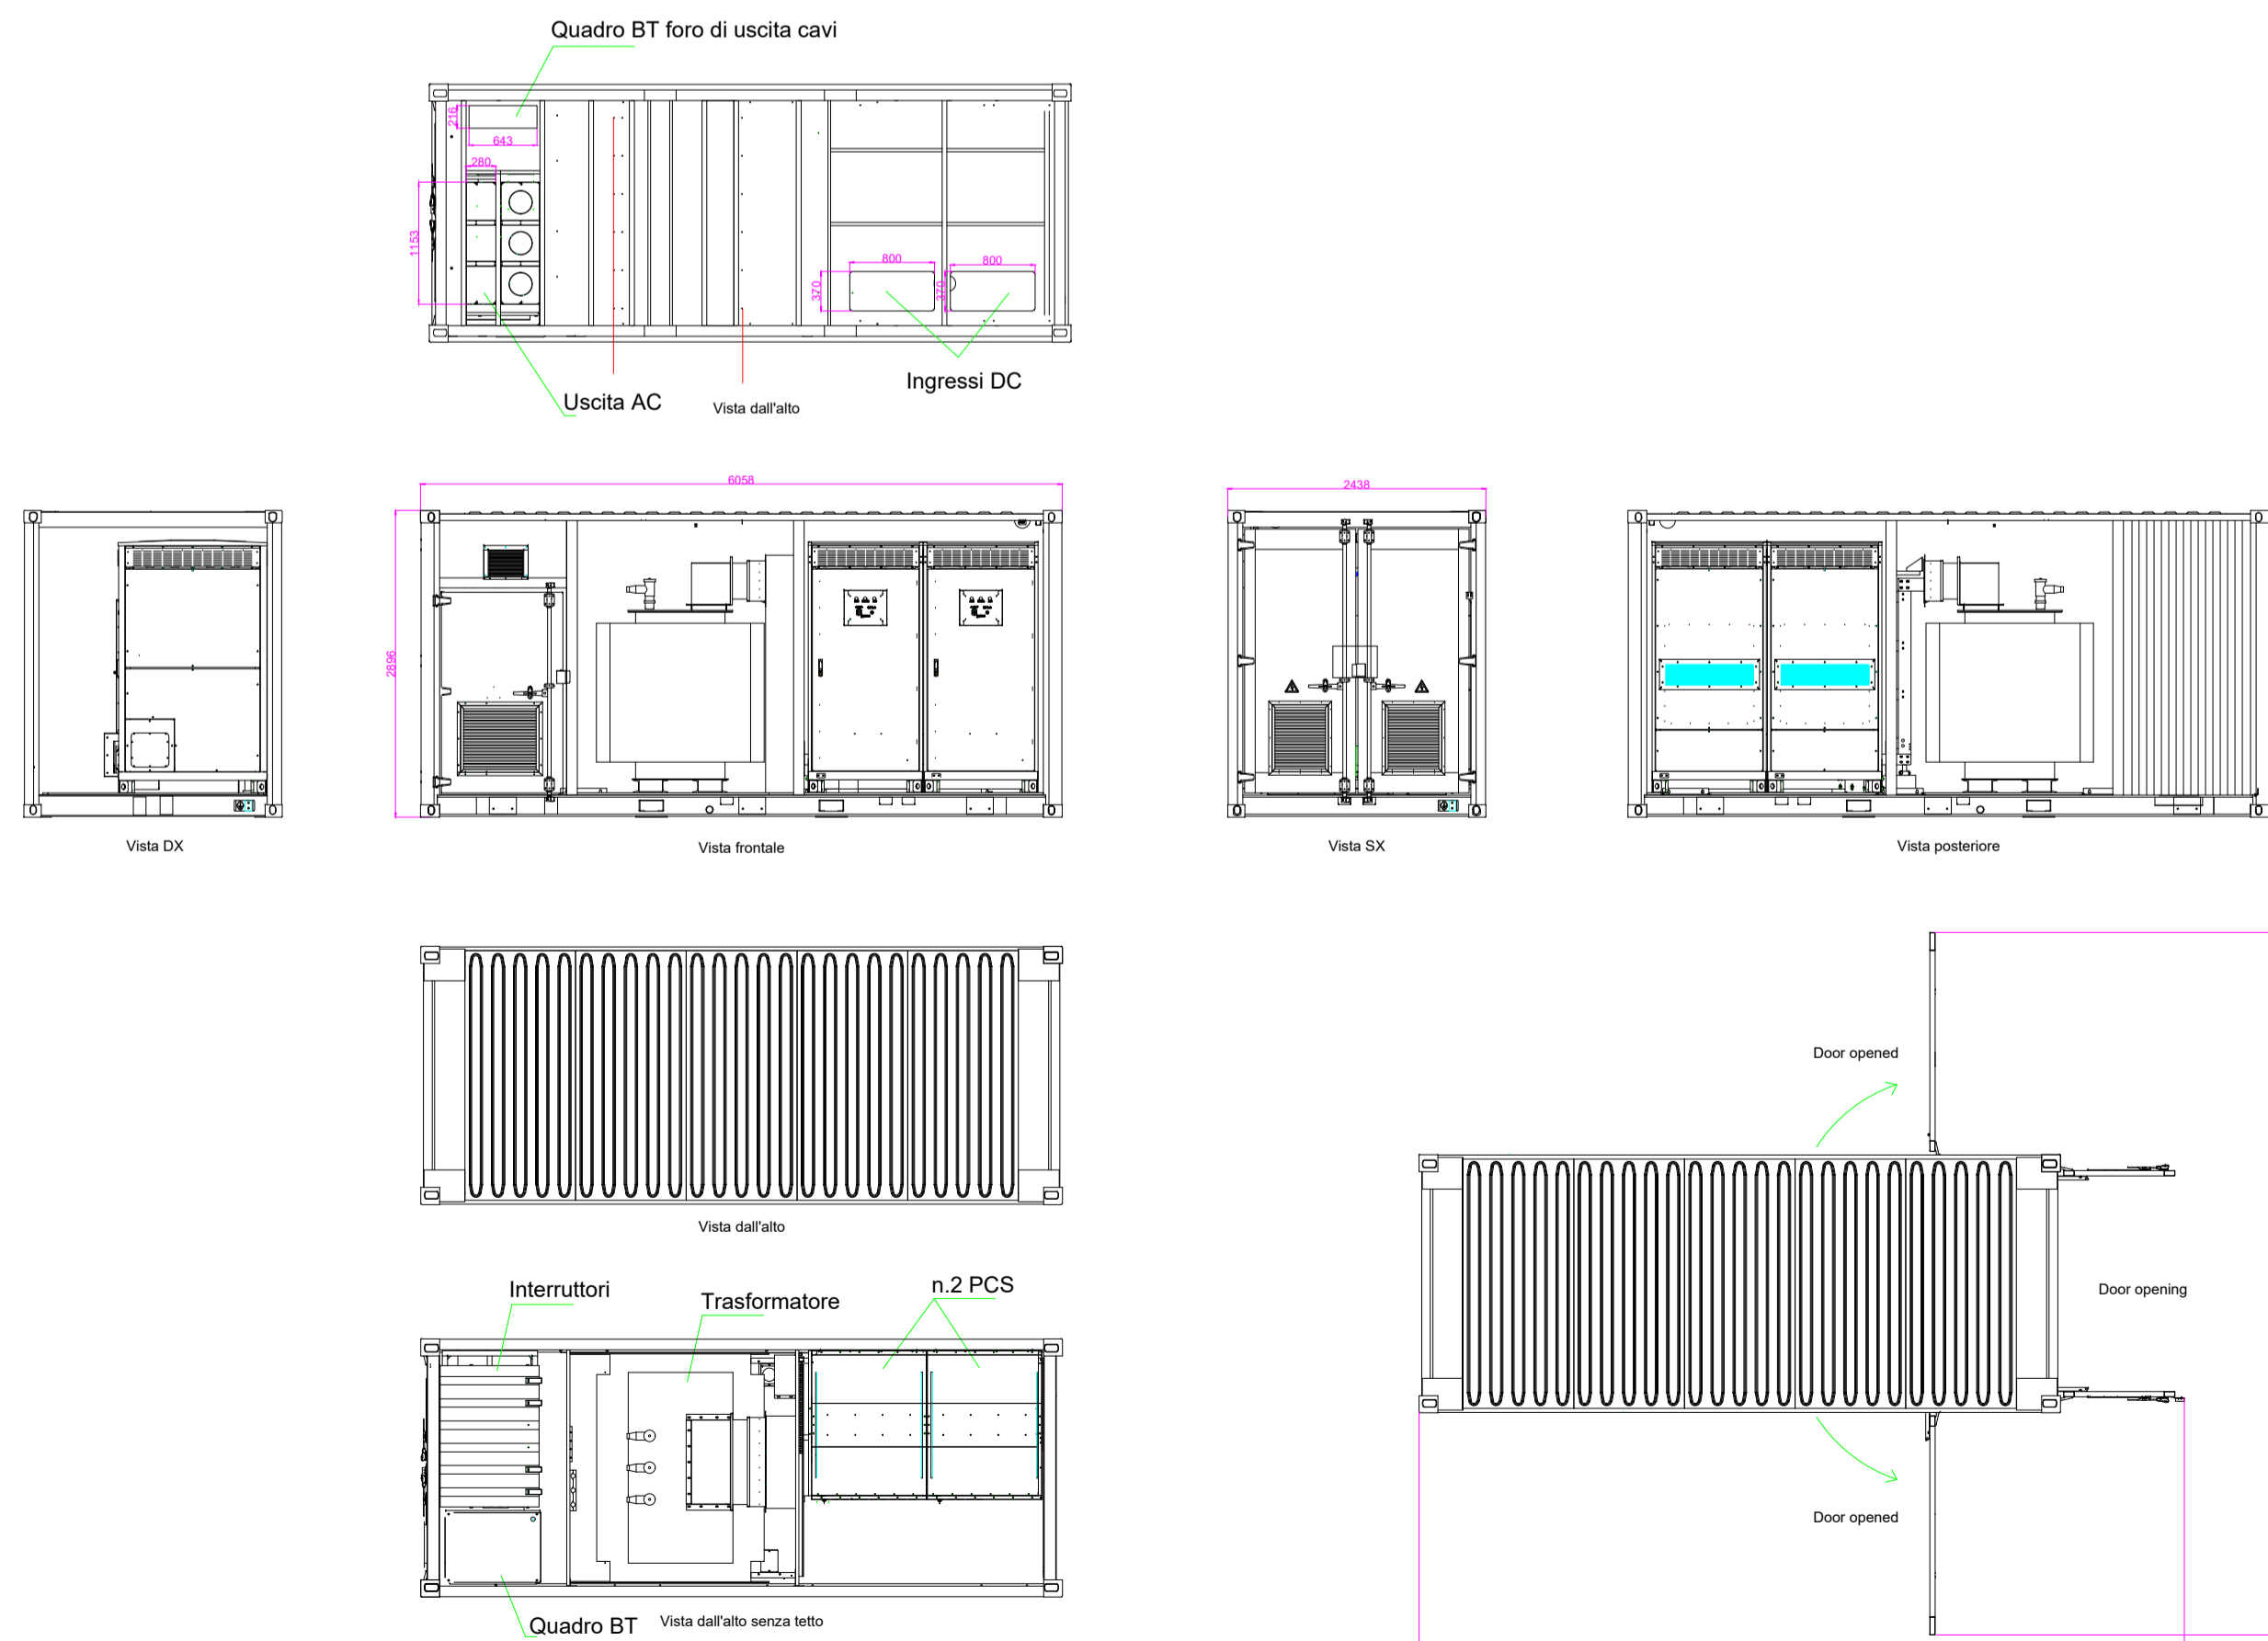 Quadro BT foro di uscita cavi
216
643
280
1153
800
800
370
370
Ingressi DC
Uscita AC
Vista dall'alto
6058
2438
2896
Vista DX
Vista frontale
Vista SX
Vista posteriore
Door opened
Vista dall'alto
Door opening
Interruttori
Trasformatore
n.2 PCS
Door opened
Quadro BT
Vista dall'alto senza tetto